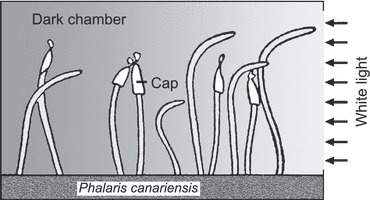 Dark chamber
Cap
White light
Phalaris canariensis